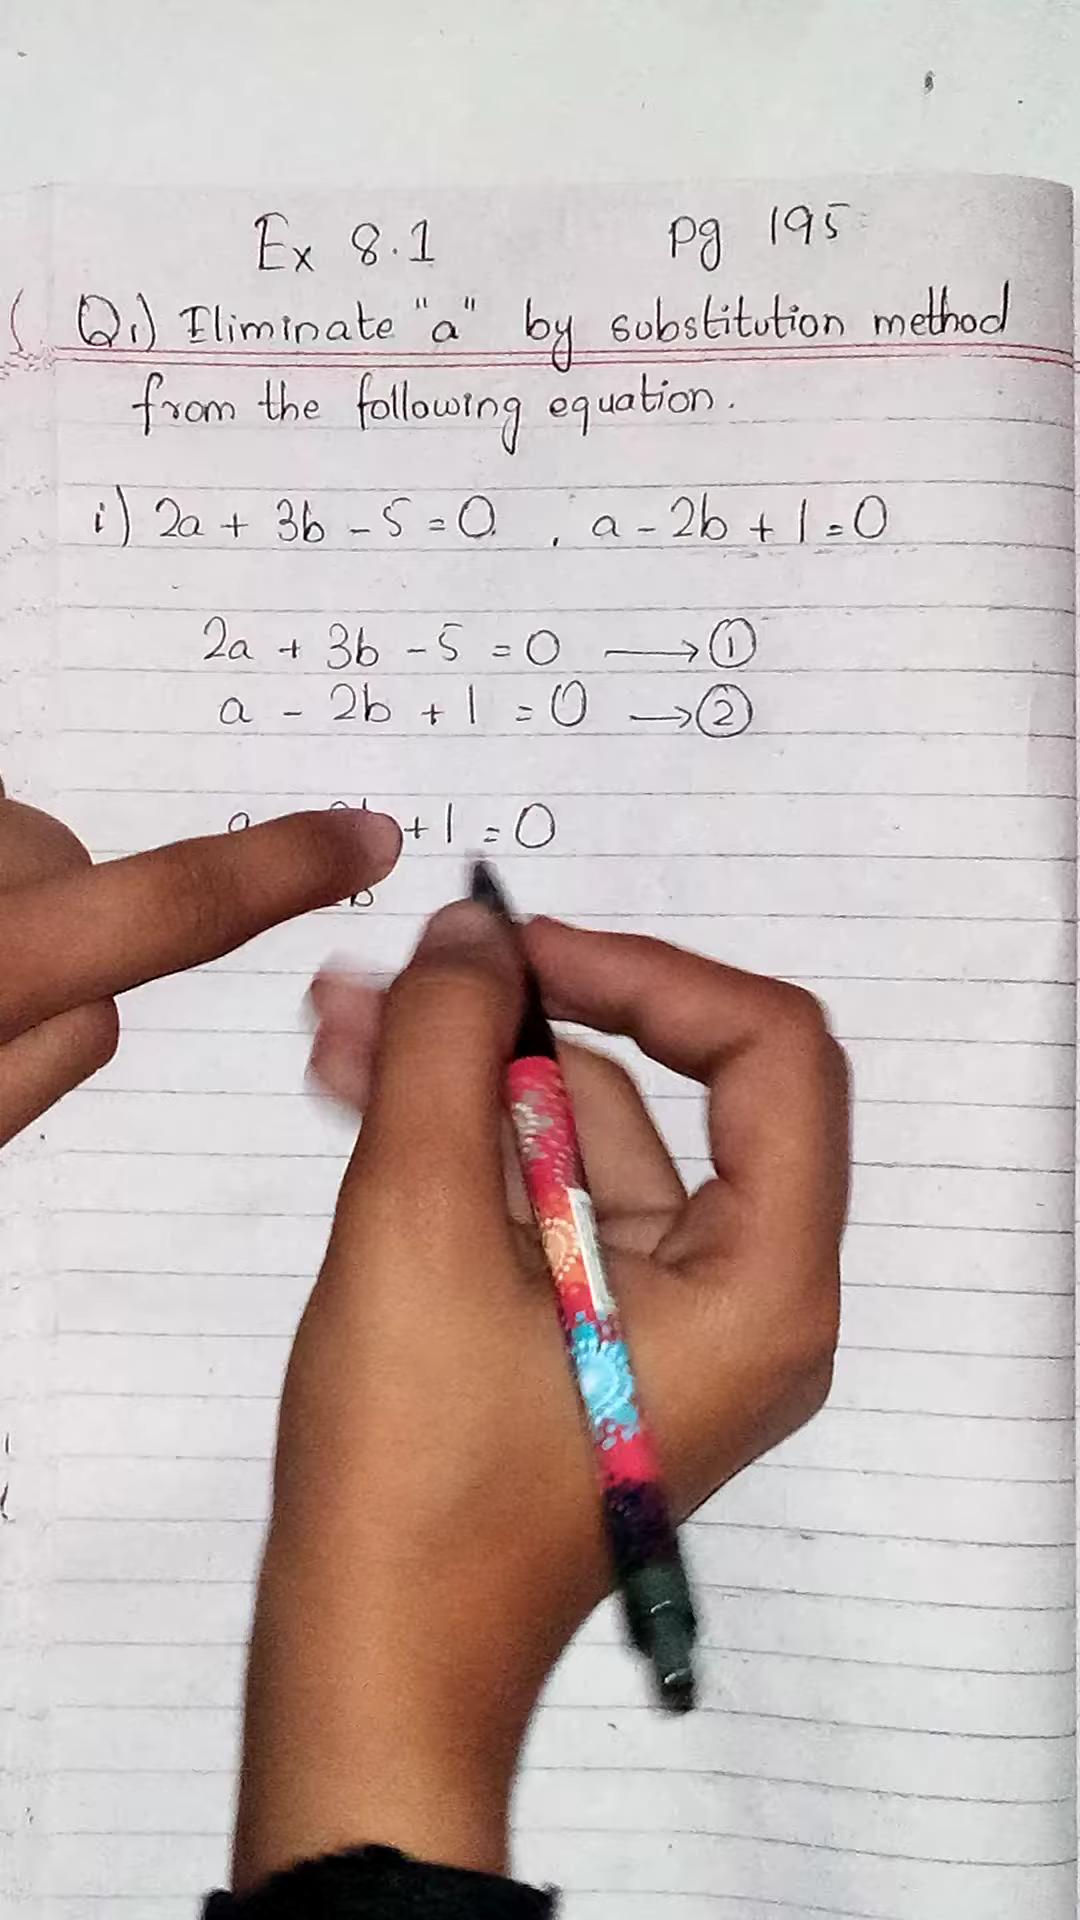 Ex 8.1 pg 195
Q1) Eliminate "a" by substitution method
from the following equation.
i) 2a + 3b - 5 = 0 , a - 2b + 1 = 0
2a + 3b - 5 = 0 → ①
a - 2b + 1 = 0 → ②
a + 1 = 0
b